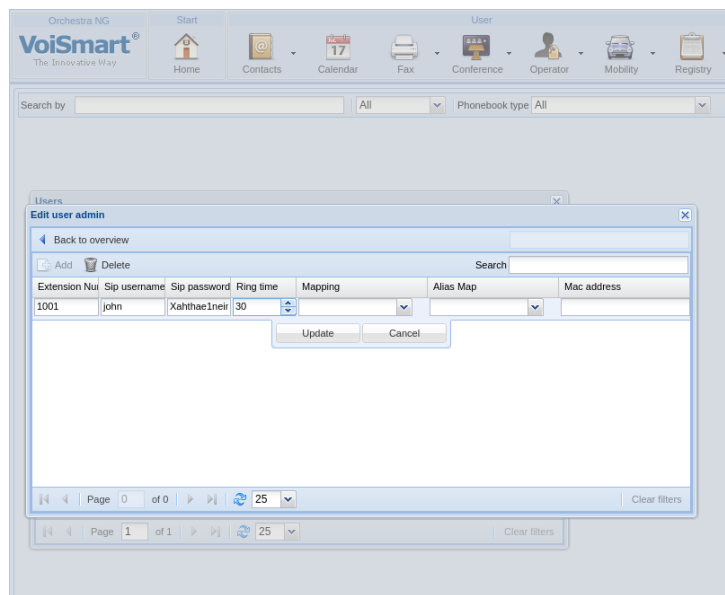 Orchestra NG
Start
User
VoiSmart®
The Innovative Way
Home
Contacts
17
Calendar
Fax
Conference
Operator
Mobility
Registry
Search by
All
Phonebook type All
Users
Edit user admin
Back to overview
Add Delete
Search
Extension Nu Sip username Sip password Ring time Mapping Alias Map Mac address
1001 john Xahthae1neir 30
Update Cancel
Page 0 of 0 25 Clear filters
Page 1 of 1 25 Clear filters